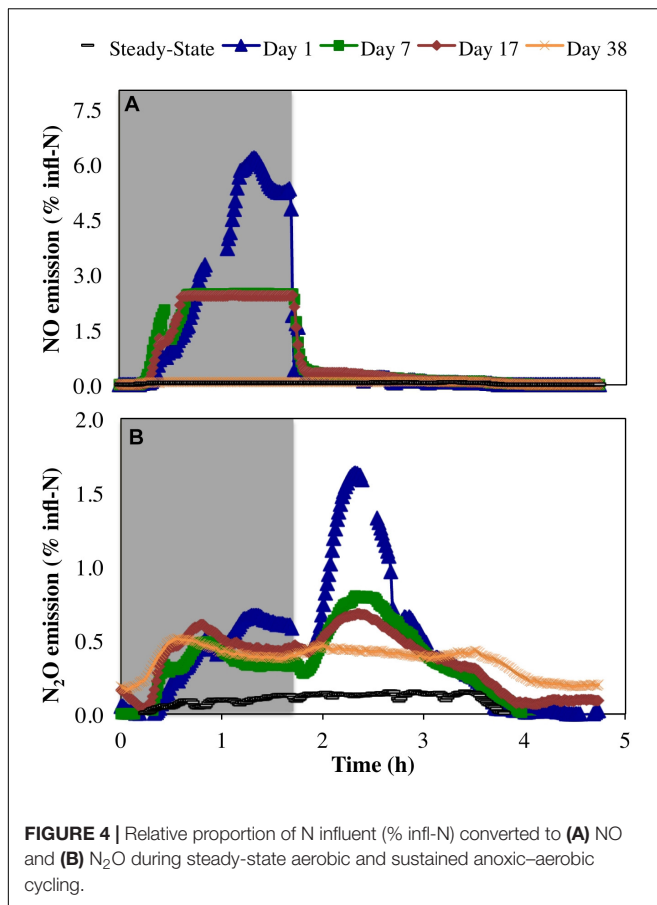 Steady-State Day 1 Day 7 Day 17 Day 38
A
NO emission (% infl-N)
7.5
6.0
4.5
3.0
1.5
0.0
B
N₂O emission (% infl-N)
2.0
1.5
1.0
0.5
0.0
0 1 2 3 4 5
Time (h)
FIGURE 4 | Relative proportion of N influent (% infl-N) converted to (A) NO
and (B) N₂O during steady-state aerobic and sustained anoxic–aerobic
cycling.